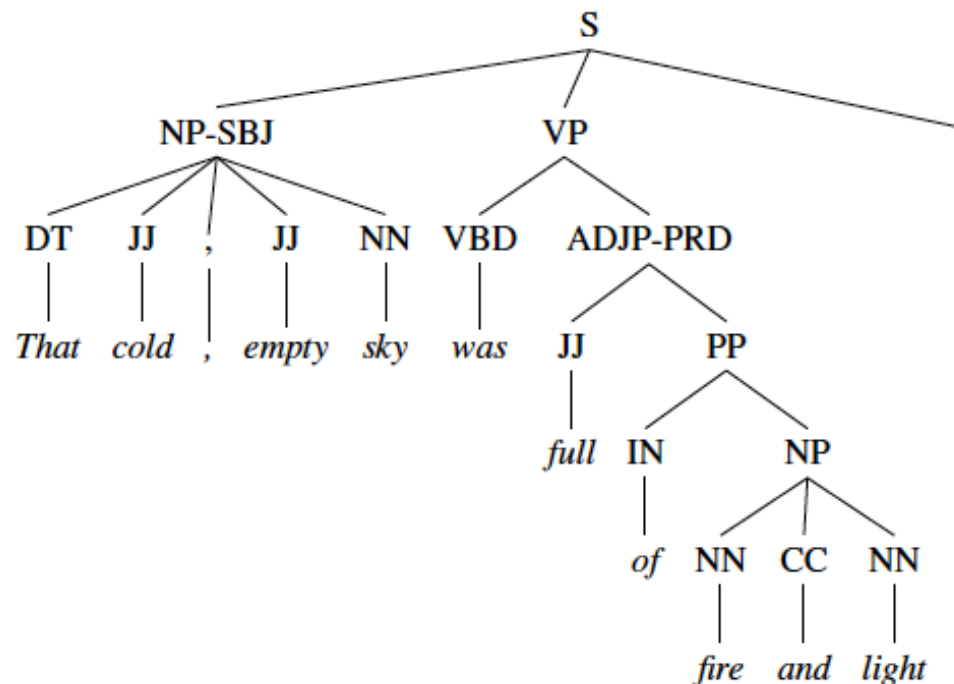 S
NP-SBJ VP
DT JJ , JJ NN VBD ADJP-PRD
That cold , empty sky was JJ PP
full IN NP
of NN CC NN
fire and light